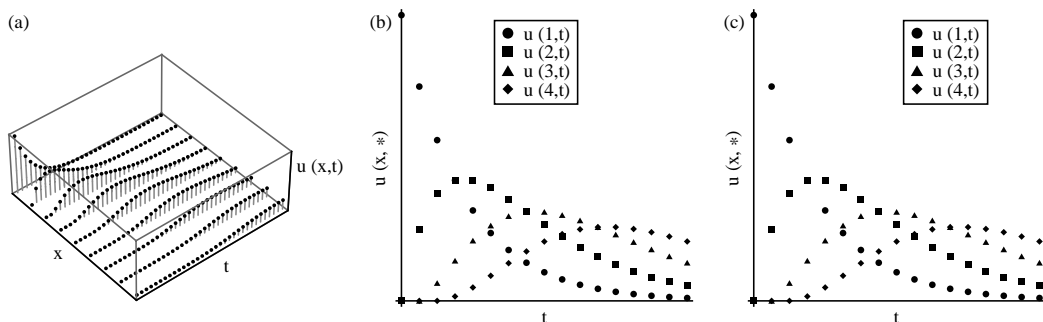 (a)
u (x,t)
x
t
(b)
u (1,t)
u (2,t)
u (3,t)
u (4,t)
u (x, *)
t
(c)
u (1,t)
u (2,t)
u (3,t)
u (4,t)
u (x, *)
t